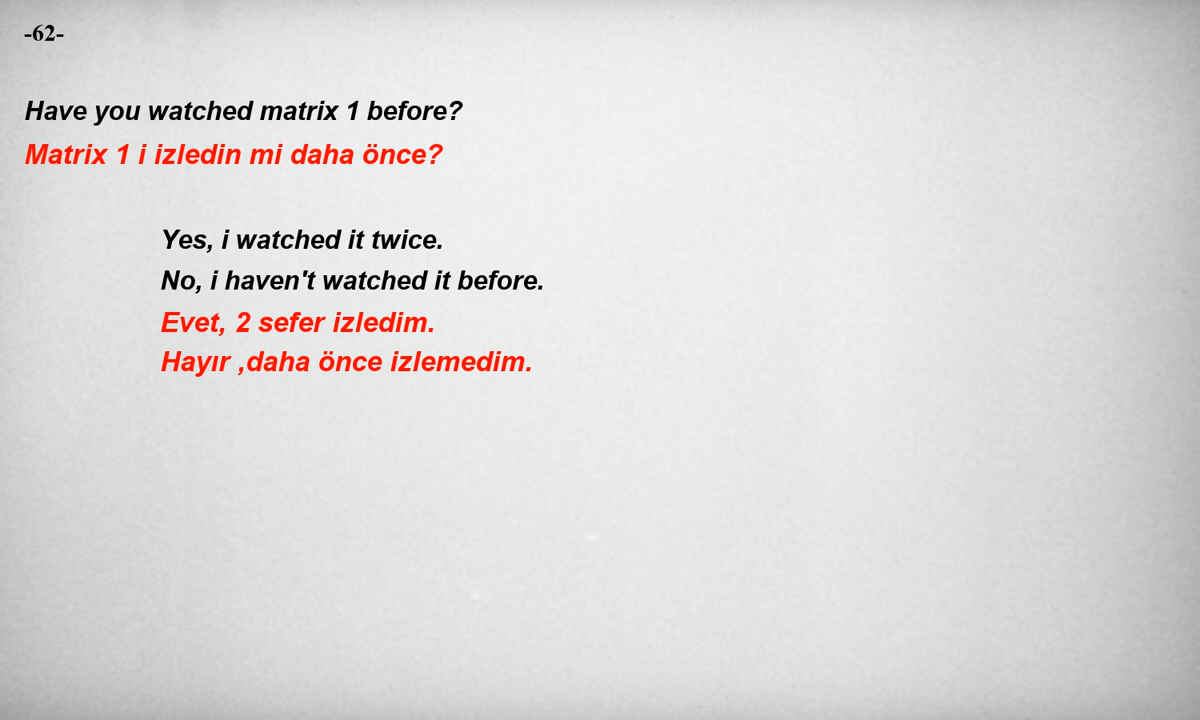 -62-
Have you watched matrix 1 before?
Matrix 1 i izledin mi daha önce?
Yes, i watched it twice.
No, i haven't watched it before.
Evet, 2 sefer izledim.
Hayır ,daha önce izlemedim.